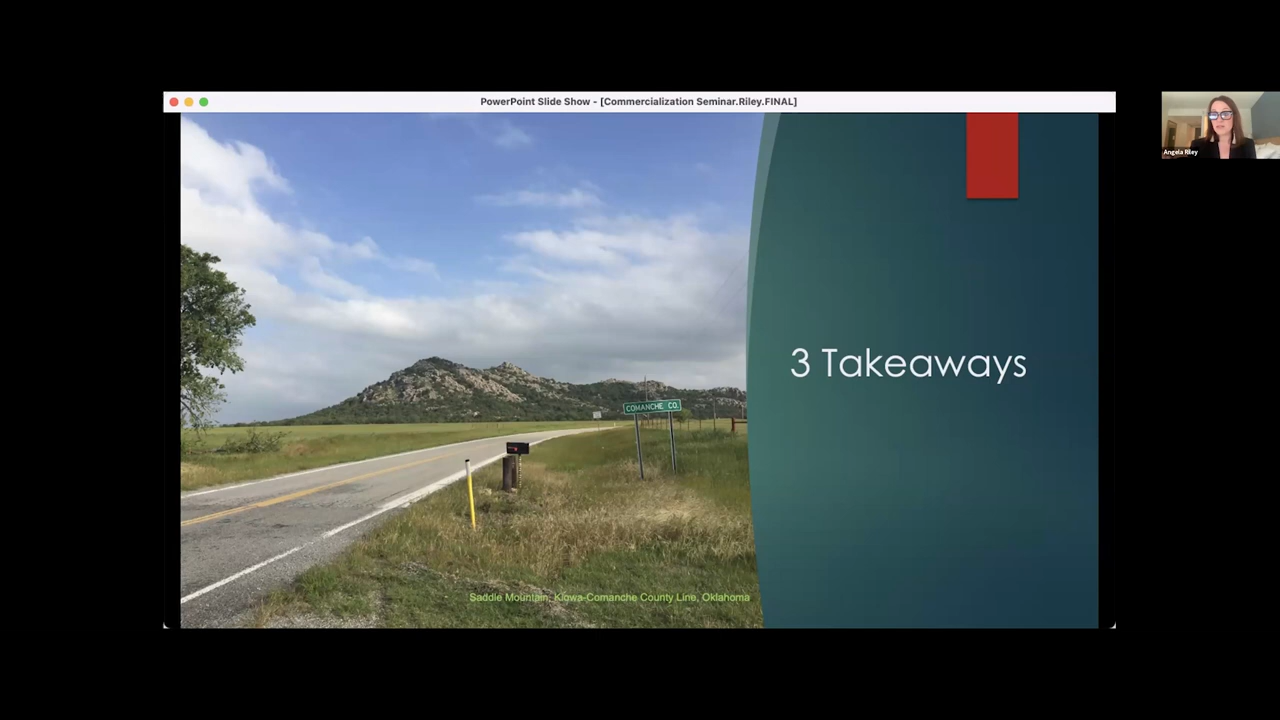 PowerPoint Slide Show - [Commercialization Seminar.Riley.FINAL]
Angela Riley
3 Takeaways
COMANCHE CO.
Saddle Mountain, Kiowa-Comanche County Line, Oklahoma